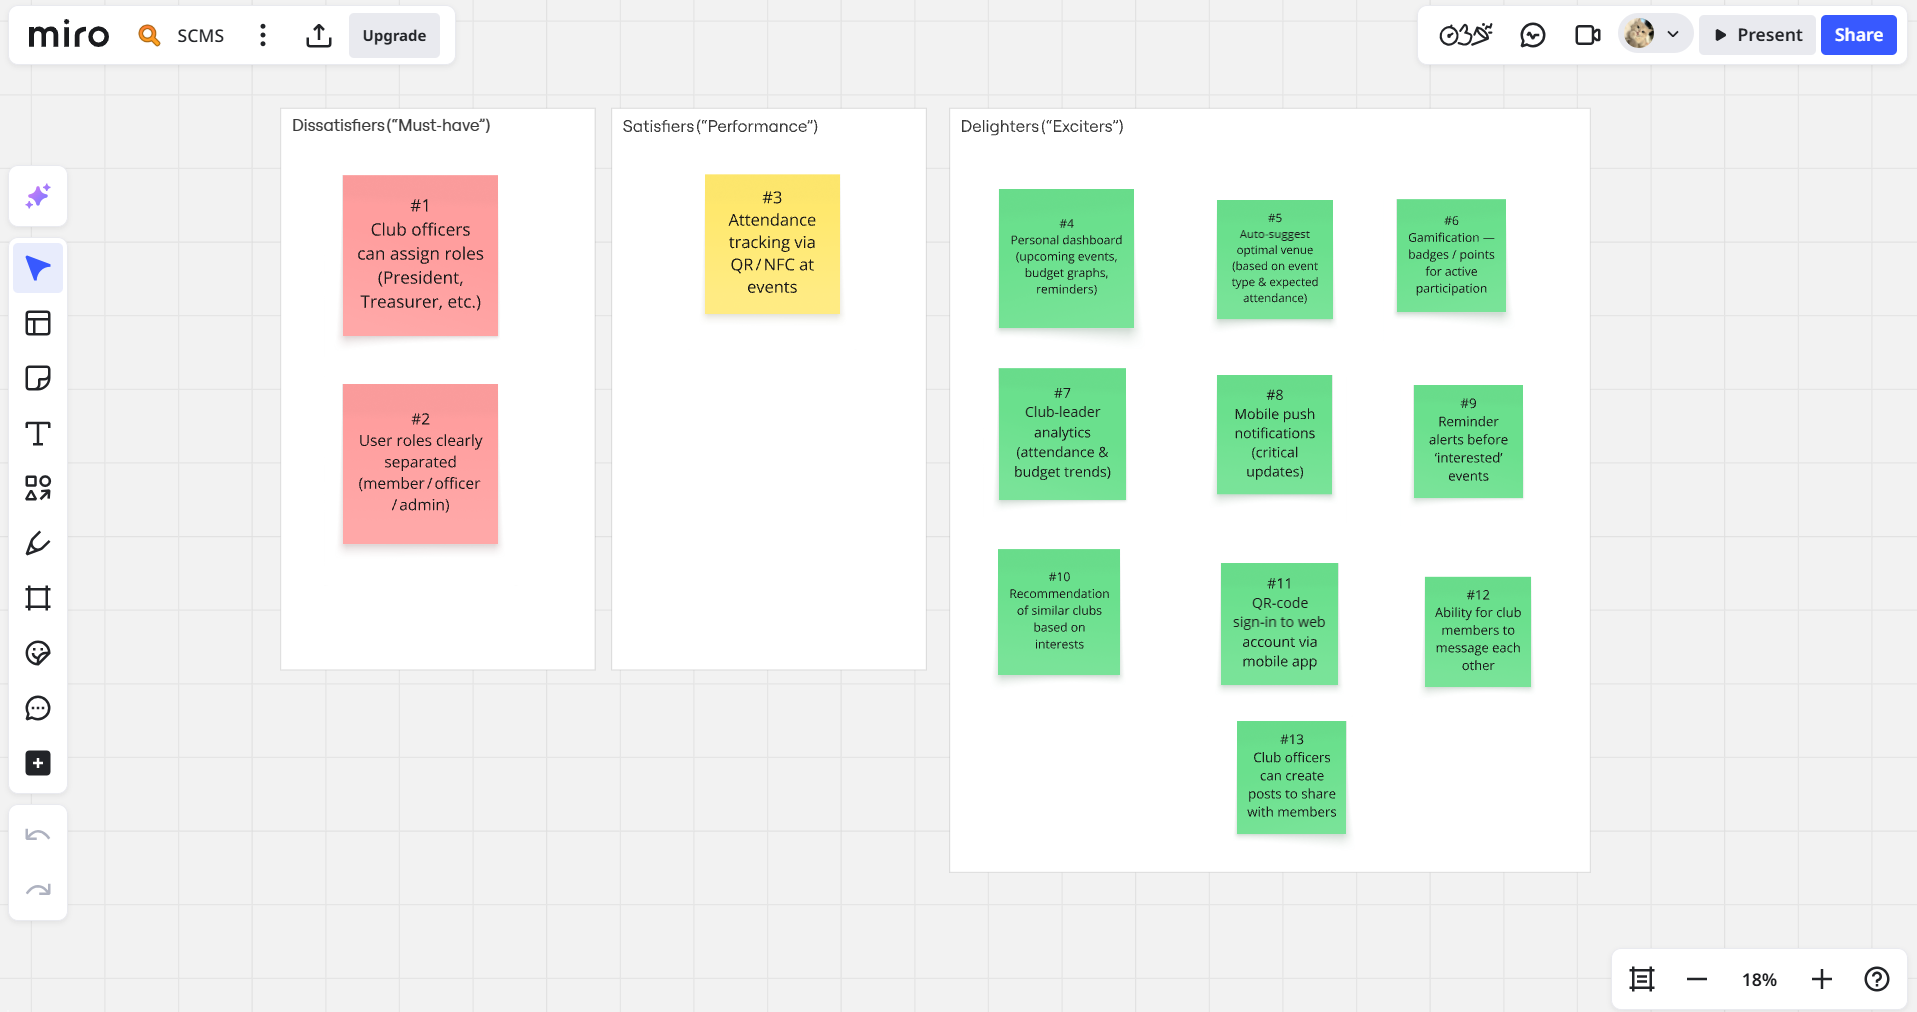 miro
SCMS
Upgrade
Present
Share
Dissatisfiers (“Must-have”)
#1
Club officers
can assign roles
(President,
Treasurer, etc.)
#2
User roles clearly
separated
(member / officer
/ admin)
Satisfiers (“Performance”)
#3
Attendance
tracking via
QR / NFC at
events
Delighters (“Exciters”)
#4
Personal dashboard
(upcoming events,
budget graphs,
reminders)
#5
Auto-suggest
optimal venue
(based on event
type & expected
attendance)
#6
Gamification —
badges / points
for active
participation
#7
Club-leader
analytics
(attendance &
budget trends)
#8
Mobile push
notifications
(critical
updates)
#9
Reminder
alerts before
‘interested’
events
#10
Recommendation
of similar clubs
based on
interests
#11
QR-code
sign-in to web
account via
mobile app
#12
Ability for club
members to
message each
other
#13
Club officers
can create
posts to share
with members
18%